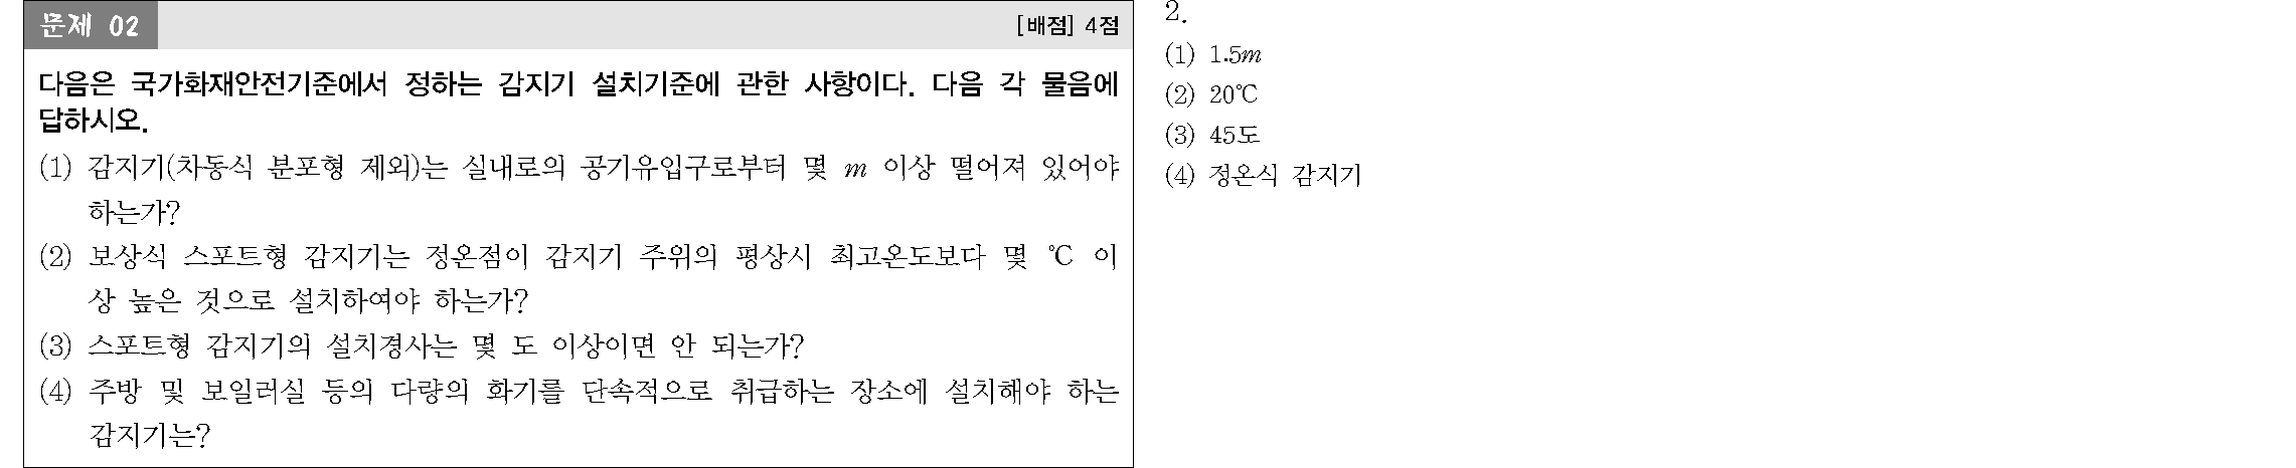 문제 02
[배점] 4점
다음은 국가화재안전기준에서 정하는 감지기 설치기준에 관한 사항이다. 다음 각 물음에
답하시오.
(1) 감지기(차동식 분포형 제외)는 실내로의 공기유입구로부터 몇 m 이상 떨어져 있어야
하는가?
(2) 보상식 스포트형 감지기는 정온점이 감지기 주위의 평상시 최고온도보다 몇 ℃ 이
상 높은 것으로 설치하여야 하는가?
(3) 스포트형 감지기의 설치경사는 몇 도 이상이면 안 되는가?
(4) 주방 및 보일러실 등의 다량의 화기를 단속적으로 취급하는 장소에 설치해야 하는
감지기는?
2.
(1) 1.5m
(2) 20℃
(3) 45도
(4) 정온식 감지기